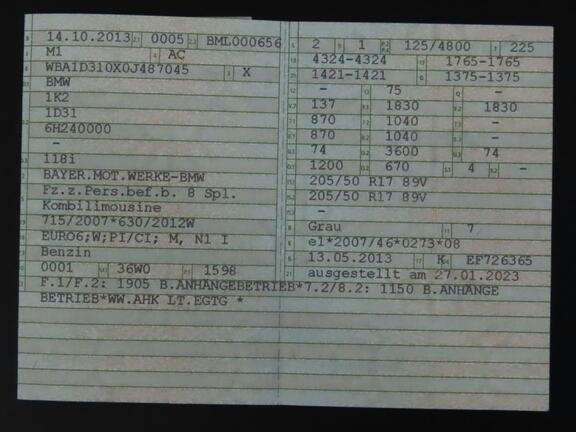 14.10.2013 0005 BML000656
M1 AC
WBA1D310X0J487045 X
BMW
1K2
1D31
6H240000
-
118i
BAYER.MOT.WERKE-BMW
Fz.z.Pers.bef.b. 8 Spl.
Kombilimousine
715/2007*630/2012W
EURO6;W;PI/CI; M, N1 I
Benzin
0001 36W0 1598
2 1 125/4800 225
4324-4324 1765-1765
1421-1421 1375-1375
- 75 -
137 1830 1830
870 1040 -
870 1040 -
74 3600 74
1200 670 4 -
205/50 R17 89V
205/50 R17 89V
-
Grau 7
e1*2007/46*0273*08
13.05.2013 K EF726365
ausgestellt am 27.01.2023
F.1/F.2: 1905 B.ANHÄNGEBETRIEB*7.2/8.2: 1150 B.ANHÄNGE
BETRIEB*WW.AHK LT.EGTG *